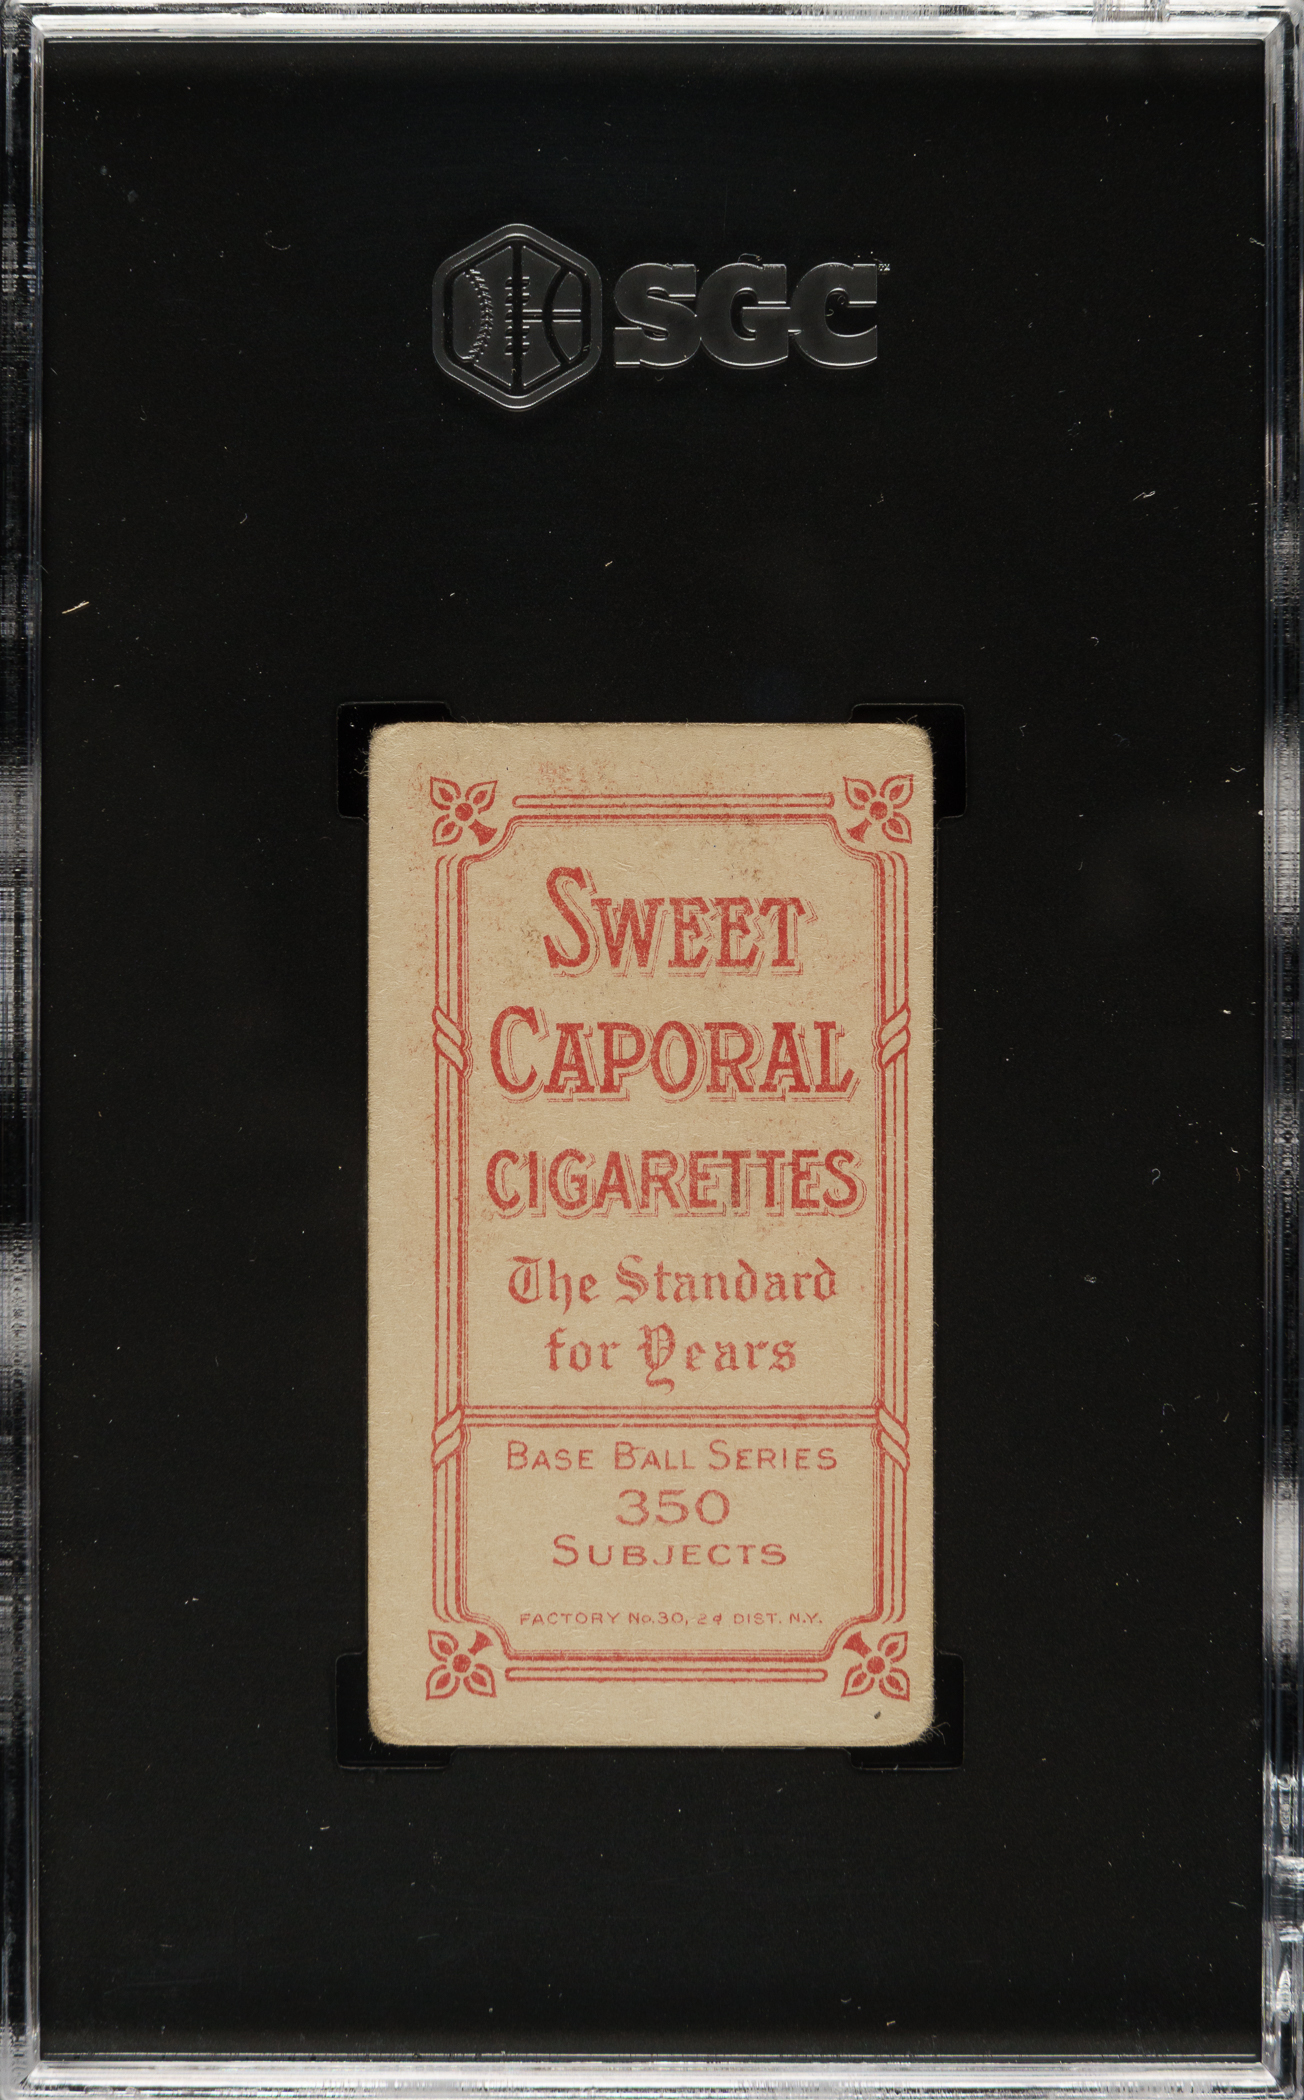 SGC
SWEET
CAPORAL
CIGARETTES
The Standard
for Years
BASE BALL SERIES
350
SUBJECTS
FACTORY No. 30, 2d DIST. N.Y.